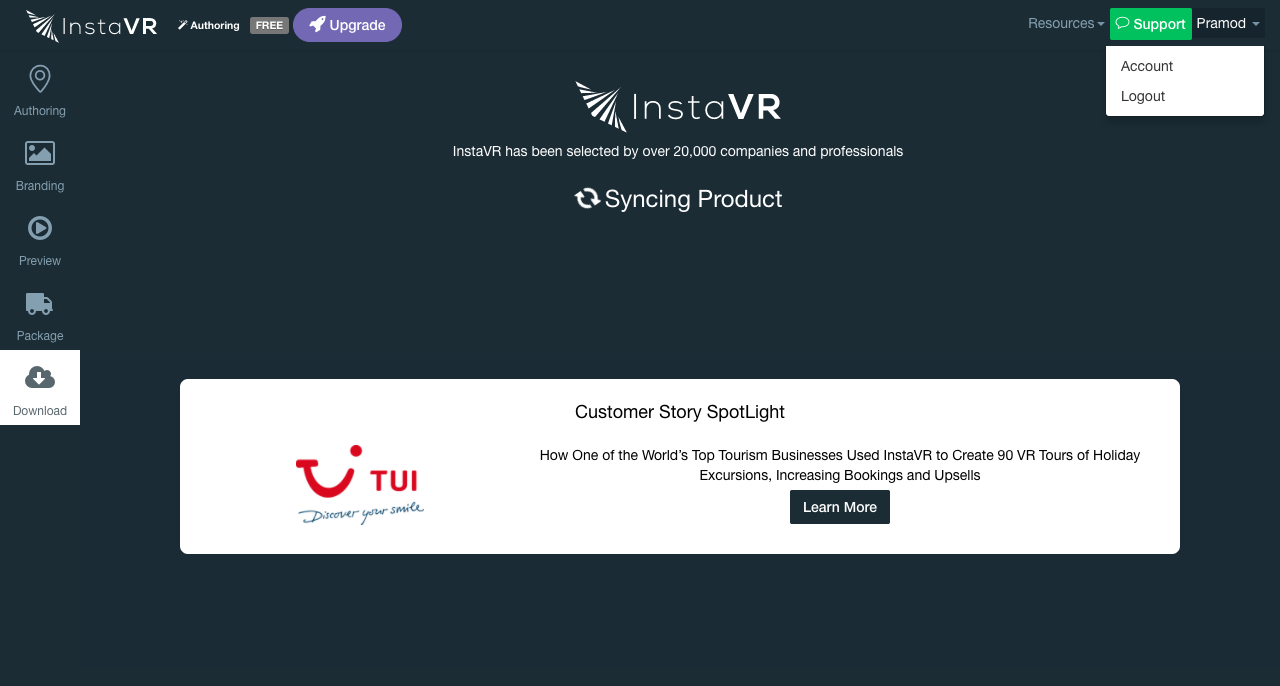 InstaVR
Authoring
FREE
Upgrade
Resources
Support
Pramod
Account
Logout
Authoring
Branding
Preview
Package
Download
InstaVR
InstaVR has been selected by over 20,000 companies and professionals
Syncing Product
Customer Story SpotLight
TUI
Discover your smile
How One of the World’s Top Tourism Businesses Used InstaVR to Create 90 VR Tours of Holiday
Excursions, Increasing Bookings and Upsells
Learn More